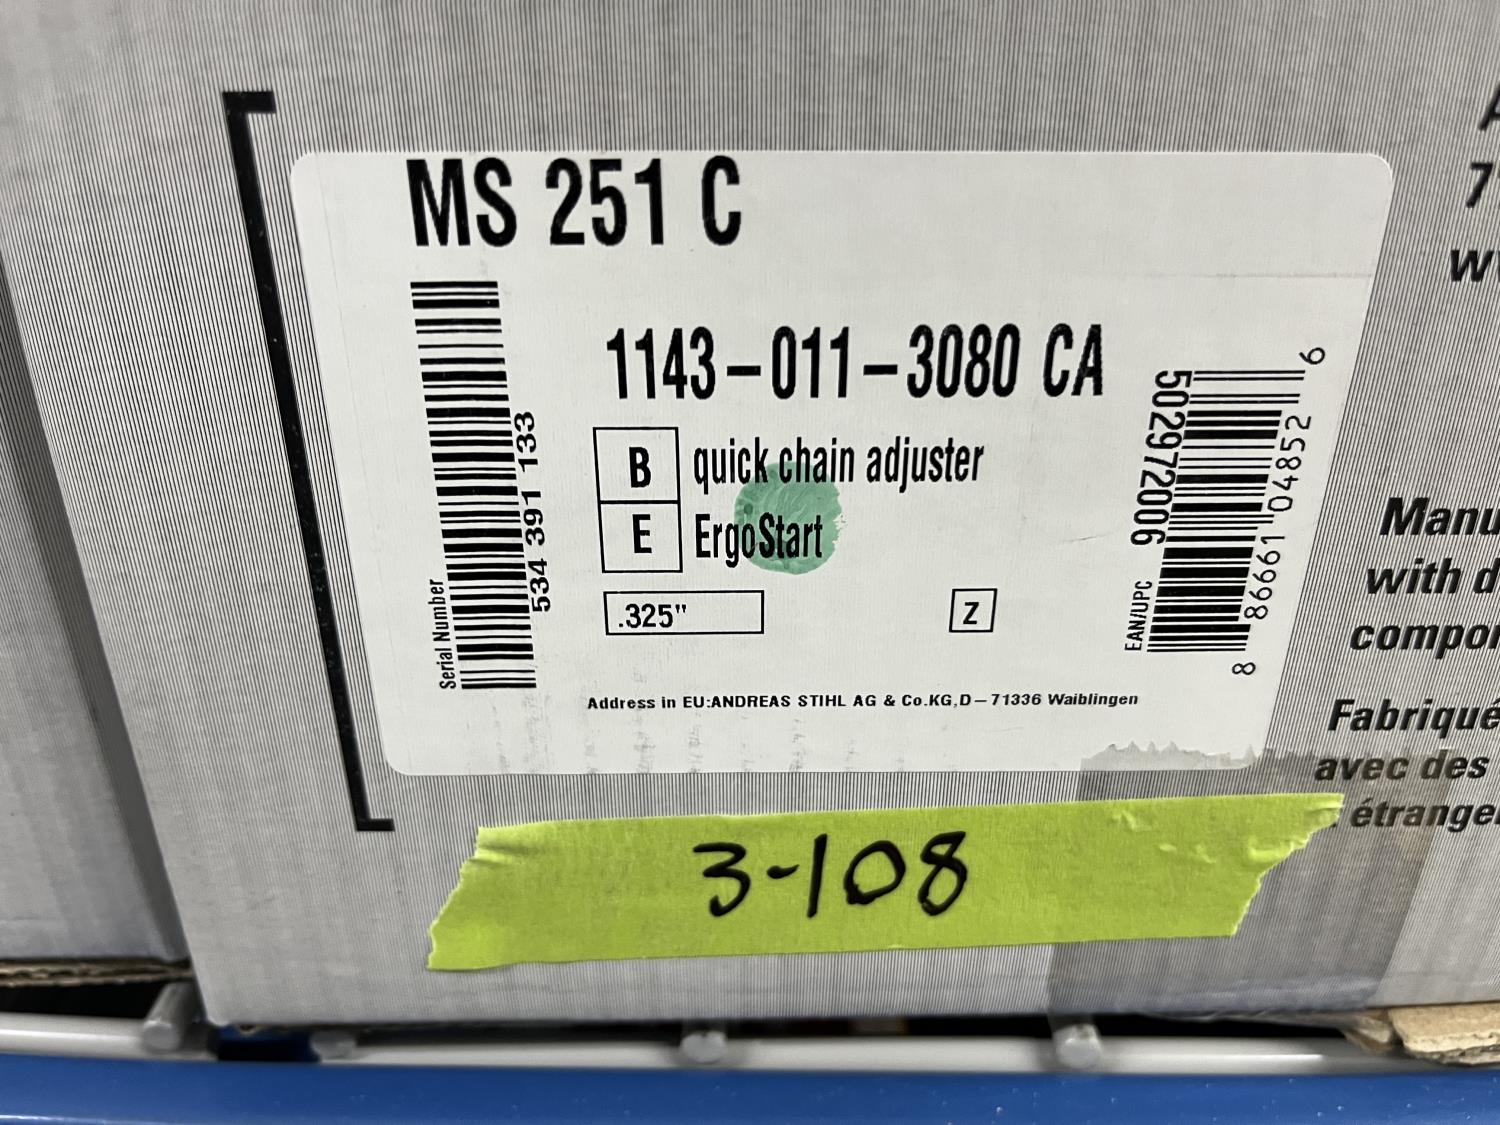 MS 251 C
1143-011-3080 CA
B quick chain adjuster
E ErgoStart
.325"
Z
Serial Number
534 391 133
502972006
EAN/UPC
8 86661 04852 6
Address in EU:ANDREAS STIHL AG & Co.KG,D-71336 Waiblingen
3-108
Manu
with d
compon
Fabriqué
avec des
étranger